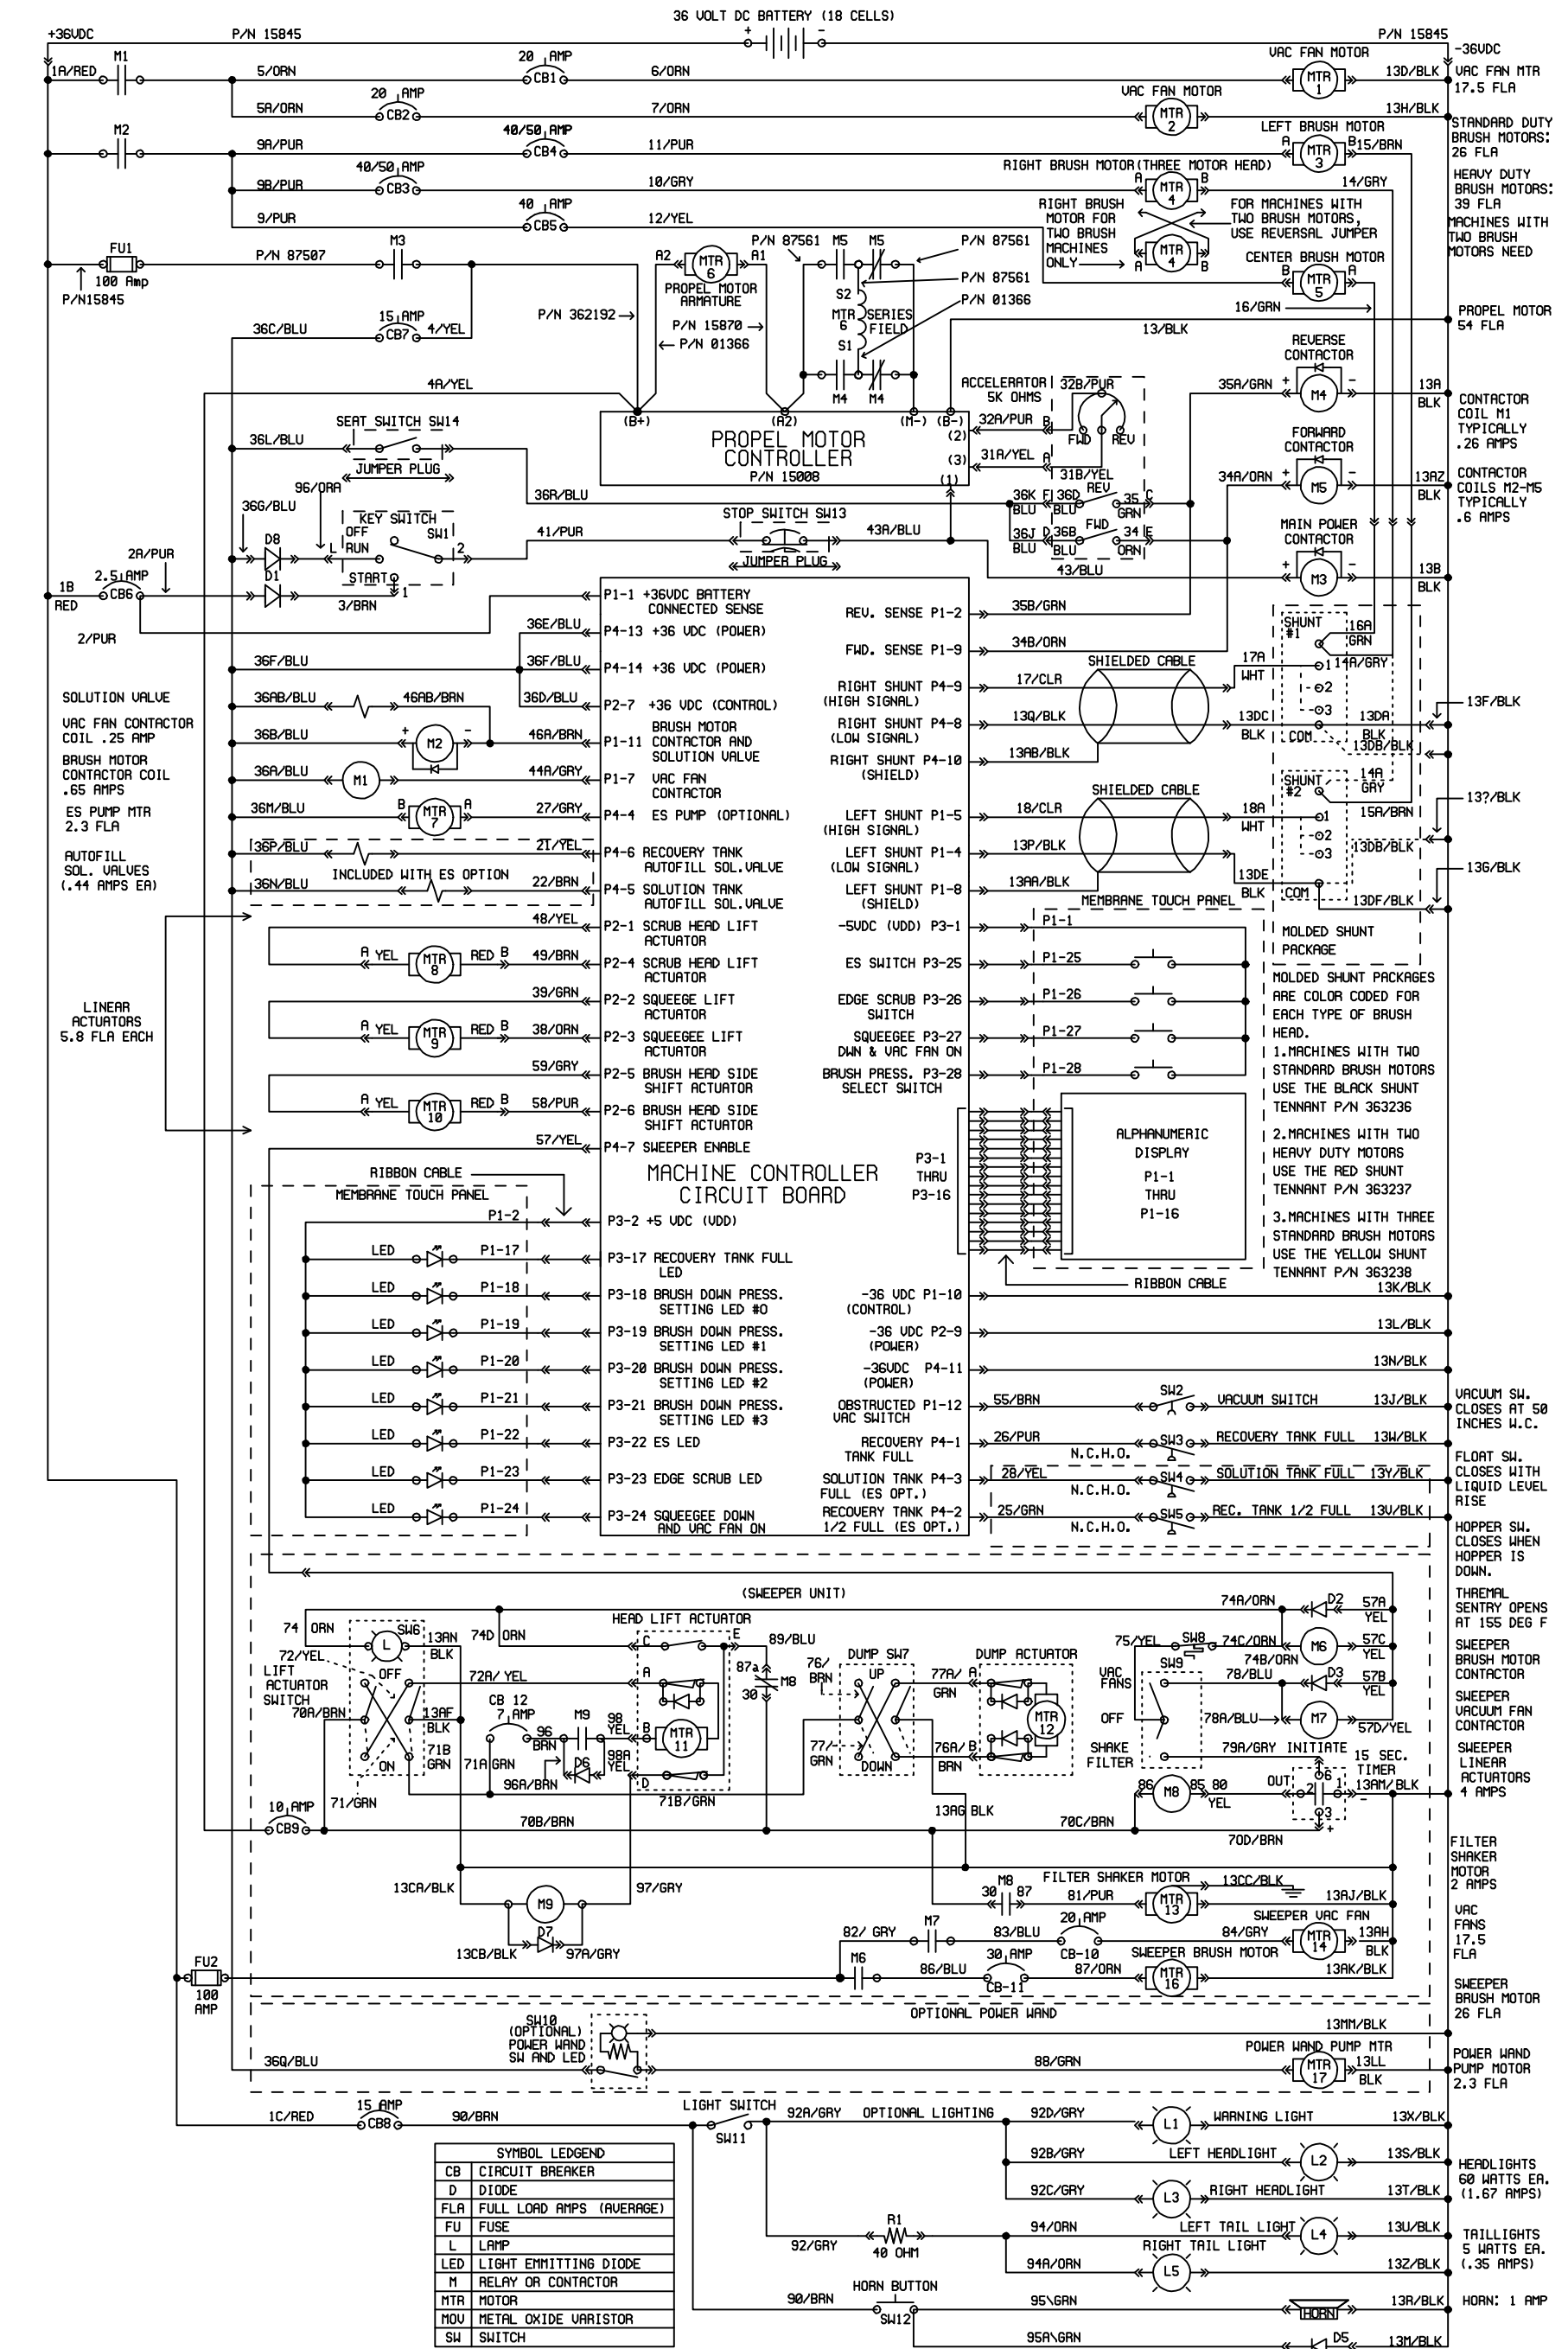 36 VOLT DC BATTERY (18 CELLS)
+36VDC P/N 15845 + - P/N 15845 -36VDC
1A/RED M1 5/ORN 20 AMP CB1 6/ORN VAC FAN MOTOR MTR 1 13D/BLK
VAC FAN MTR
17.5 FLA
5A/ORN 20 AMP CB2 7/ORN VAC FAN MOTOR MTR 2 13H/BLK
M2 9A/PUR 40/50 AMP CB4 11/PUR LEFT BRUSH MOTOR A MTR 3 B 15/BRN
STANDARD DUTY
BRUSH MOTORS:
26 FLA
9B/PUR 40/50 AMP CB3 10/GRY RIGHT BRUSH MOTOR(THREE MOTOR HEAD) A MTR 4 B 14/GRY
HEAVY DUTY
BRUSH MOTORS:
39 FLA
9/PUR 40 AMP CB5 12/YEL
RIGHT BRUSH
MOTOR FOR
TWO BRUSH
MACHINES
ONLY
A MTR 4 B
FOR MACHINES WITH
TWO BRUSH MOTORS,
USE REVERSAL JUMPER
MACHINES WITH
TWO BRUSH
MOTORS NEED
CENTER BRUSH MOTOR
B MTR 5 A
16/GRN
FU1
100 Amp
P/N15845
P/N 87507 M3
A2 MTR 6 A1
PROPEL MOTOR
ARMATURE
P/N 87561 M5 M5 P/N 87561
P/N 87561
P/N 01366
S2
MTR 6 SERIES FIELD
S1
M4 M4
P/N 362192
P/N 15870
P/N 01366
36C/BLU 15 AMP CB7 4/YEL
13/BLK
PROPEL MOTOR
54 FLA
4A/YEL
(B+) (A2) (M-) (B-)
PROPEL MOTOR
CONTROLLER
P/N 15008
(2)
(3)
(1)
ACCELERATOR
5K OHMS
32B/PUR
32A/PUR B
FWD REV
31A/YEL A
31B/YEL
REVERSE
CONTACTOR
35A/GRN + M4 - 13A BLK
CONTACTOR
COIL M1
TYPICALLY
.26 AMPS
SEAT SWITCH SW14
36L/BLU
JUMPER PLUG
FORWARD
CONTACTOR
34A/ORN + M5 - 13AZ BLK
CONTACTOR
COILS M2-M5
TYPICALLY
.6 AMPS
36R/BLU
36K F 36D REV 35 C
BLU BLU GRN
36J D 36B FWD 34 E
BLU BLU ORN
96/ORA
36G/BLU
KEY SWITCH
OFF SW1
L RUN 2
START 1
D8
D1
41/PUR
STOP SWITCH SW13
JUMPER PLUG
43A/BLU
43/BLU
MAIN POWER
CONTACTOR
+ M3 - 13B BLK
2A/PUR
1B RED
2.5 AMP CB6
3/BRN
2/PUR
P1-1 +36VDC BATTERY
CONNECTED SENSE
36E/BLU P4-13 +36 VDC (POWER)
36F/BLU 36F/BLU P4-14 +36 VDC (POWER)
36AB/BLU 46AB/BRN 36D/BLU P2-7 +36 VDC (CONTROL)
36B/BLU + M2 - 46A/BRN P1-11 BRUSH MOTOR
CONTACTOR AND
SOLUTION VALVE
36A/BLU M1 44A/GRY P1-7 VAC FAN
CONTACTOR
36M/BLU B MTR 7 A 27/GRY P4-4 ES PUMP (OPTIONAL)
36P/BLU 21/YEL P4-6 RECOVERY TANK
AUTOFILL SOL.VALVE
INCLUDED WITH ES OPTION
36N/BLU 22/BRN P4-5 SOLUTION TANK
AUTOFILL SOL.VALVE
SOLUTION VALVE
VAC FAN CONTACTOR
COIL .25 AMP
BRUSH MOTOR
CONTACTOR COIL
.65 AMPS
ES PUMP MTR
2.3 FLA
AUTOFILL
SOL. VALVES
(.44 AMPS EA)
48/YEL P2-1 SCRUB HEAD LIFT
ACTUATOR
A YEL MTR 8 RED B 49/BRN P2-4 SCRUB HEAD LIFT
ACTUATOR
39/GRN P2-2 SQUEEGE LIFT
ACTUATOR
A YEL MTR 9 RED B 38/ORN P2-3 SQUEEGEE LIFT
ACTUATOR
59/GRY P2-5 BRUSH HEAD SIDE
SHIFT ACTUATOR
A YEL MTR 10 RED B 58/PUR P2-6 BRUSH HEAD SIDE
SHIFT ACTUATOR
57/YEL P4-7 SWEEPER ENABLE
LINEAR
ACTUATORS
5.8 FLA EACH
REV. SENSE P1-2 35B/GRN
FWD. SENSE P1-9 34B/ORN
RIGHT SHUNT P4-9 17/CLR
(HIGH SIGNAL)
RIGHT SHUNT P4-8 13Q/BLK
(LOW SIGNAL)
RIGHT SHUNT P4-10 13AB/BLK
(SHIELD)
SHIELDED CABLE
17A WHT
13DC BLK
LEFT SHUNT P1-5 18/CLR
(HIGH SIGNAL)
LEFT SHUNT P1-4 13P/BLK
(LOW SIGNAL)
LEFT SHUNT P1-8 13AA/BLK
(SHIELD)
SHIELDED CABLE
18A WHT
13DE BLK
SHUNT #1
16A GRN
14A/GRY
1
2
3
COM
13DA BLK
13DB/BLK
13F/BLK
SHUNT #2
14A GRY
15A/BRN
1
2
3
COM
13DB/BLK
13?/BLK
13DF/BLK
13G/BLK
MOLDED SHUNT
PACKAGE
MEMBRANE TOUCH PANEL
-5VDC (VDD) P3-1 P1-1
ES SWITCH P3-25 P1-25
EDGE SCRUB P3-26 P1-26
SWITCH
SQUEEGEE P3-27 P1-27
DWN & VAC FAN ON
BRUSH PRESS. P3-28 P1-28
SELECT SWITCH
P3-1
THRU
P3-16
ALPHANUMERIC
DISPLAY
P1-1
THRU
P1-16
RIBBON CABLE
MOLDED SHUNT PACKAGES
ARE COLOR CODED FOR
EACH TYPE OF BRUSH
HEAD.
1.MACHINES WITH TWO
STANDARD BRUSH MOTORS
USE THE BLACK SHUNT
TENNANT P/N 363236
2.MACHINES WITH TWO
HEAVY DUTY MOTORS
USE THE RED SHUNT
TENNANT P/N 363237
3.MACHINES WITH THREE
STANDARD BRUSH MOTORS
USE THE YELLOW SHUNT
TENNANT P/N 363238
MACHINE CONTROLLER
CIRCUIT BOARD
RIBBON CABLE
MEMBRANE TOUCH PANEL
P1-2 P3-2 +5 VDC (VDD)
LED P1-17 P3-17 RECOVERY TANK FULL
LED
LED P1-18 P3-18 BRUSH DOWN PRESS.
SETTING LED #0
LED P1-19 P3-19 BRUSH DOWN PRESS.
SETTING LED #1
LED P1-20 P3-20 BRUSH DOWN PRESS.
SETTING LED #2
LED P1-21 P3-21 BRUSH DOWN PRESS.
SETTING LED #3
LED P1-22 P3-22 ES LED
LED P1-23 P3-23 EDGE SCRUB LED
LED P1-24 P3-24 SQUEEGEE DOWN
AND VAC FAN ON
-36 VDC P1-10 13K/BLK
(CONTROL)
-36 VDC P2-9 13L/BLK
(POWER)
-36VDC P4-11 13N/BLK
(POWER)
OBSTRUCTED P1-12 55/BRN SW2 VACUUM SWITCH 13J/BLK
VAC SWITCH
RECOVERY P4-1 26/PUR SW3 RECOVERY TANK FULL 13W/BLK
TANK FULL N.C.H.O.
SOLUTION TANK P4-3 28/YEL SW4 SOLUTION TANK FULL 13Y/BLK
FULL (ES OPT.) N.C.H.O.
RECOVERY TANK P4-2 25/GRN SW5 REC. TANK 1/2 FULL 13V/BLK
1/2 FULL (ES OPT.) N.C.H.O.
VACUUM SW.
CLOSES AT 50
INCHES W.C.
FLOAT SW.
CLOSES WITH
LIQUID LEVEL
RISE
HOPPER SW.
CLOSES WHEN
HOPPER IS
DOWN.
THREMAL
SENTRY OPENS
AT 155 DEG F
SWEEPER
BRUSH MOTOR
CONTACTOR
SWEEPER
VACUUM FAN
CONTACTOR
SWEEPER
LINEAR
ACTUATORS
4 AMPS
FILTER
SHAKER
MOTOR
2 AMPS
VAC
FANS
17.5
FLA
SWEEPER
BRUSH MOTOR
26 FLA
(SWEEPER UNIT)
74 ORN
SW6
L
13AN BLK
74D ORN
72/YEL
LIFT
ACTUATOR
SWITCH
OFF
ON
70A/BRN
72A/ YEL
13AF BLK
71B GRN
71/GRN
CB 12
7 AMP
71A GRN
96 BRN
M9
98 YEL
D6
98A YEL
96A/BRN
HEAD LIFT ACTUATOR
C E
A
B MTR 11
D
71B/GRN
89/BLU
87a
30 M8
76/ BRN
DUMP SW7
UP
DOWN
77/ GRN
77A/ A
GRN
76A/ B
BRN
DUMP ACTUATOR
MTR 12
74A/ORN D2 57A YEL
75/YEL SW8 74C/ORN M6 57C YEL
74B/ORN
SW9
VAC
FANS
OFF
SHAKE
FILTER
78/BLU D3 57B YEL
78A/BLU M7 57D/YEL
79A/GRY INITIATE
15 SEC.
TIMER
86 M8 85 80 YEL
OUT 2 6 1 3 - +
13AM/BLK
10 AMP CB9
70B/BRN
13AG BLK
70C/BRN
70D/BRN
13CA/BLK
M9
97/GRY
D7
13CB/BLK 97A/GRY
FILTER SHAKER MOTOR
M8 30 87 81/PUR MTR 13 13CC/BLK 13AJ/BLK
82/ GRY M7 83/BLU 20 AMP CB-10 84/GRY SWEEPER VAC FAN MTR 14 13AH BLK
M6 86/BLU 30 AMP CB-11 87/ORN SWEEPER BRUSH MOTOR MTR 16 13AK/BLK
FU2
100
AMP
OPTIONAL POWER WAND
SW10
(OPTIONAL)
POWER WAND
SW AND LED
13MM/BLK
36Q/BLU 88/GRN POWER WAND PUMP MTR MTR 17 13LL BLK
POWER WAND
PUMP MOTOR
2.3 FLA
1C/RED 15 AMP CB8 90/BRN
LIGHT SWITCH
SW11
92A/GRY OPTIONAL LIGHTING 92D/GRY L1 WARNING LIGHT 13X/BLK
92B/GRY LEFT HEADLIGHT L2 13S/BLK
92C/GRY L3 RIGHT HEADLIGHT 13T/BLK
HEADLIGHTS
60 WATTS EA.
(1.67 AMPS)
92/GRY R1 40 OHM 94/ORN LEFT TAIL LIGHT L4 13U/BLK
RIGHT TAIL LIGHT
94A/ORN L5 13Z/BLK
TAILLIGHTS
5 WATTS EA.
(.35 AMPS)
90/BRN HORN BUTTON SW12 95\GRN HORN 13R/BLK
HORN: 1 AMP
95A\GRN D5 13M/BLK
SYMBOL LEDGEND
CB CIRCUIT BREAKER
D DIODE
FLA FULL LOAD AMPS (AVERAGE)
FU FUSE
L LAMP
LED LIGHT EMMITTING DIODE
M RELAY OR CONTACTOR
MTR MOTOR
MOV METAL OXIDE VARISTOR
SW SWITCH